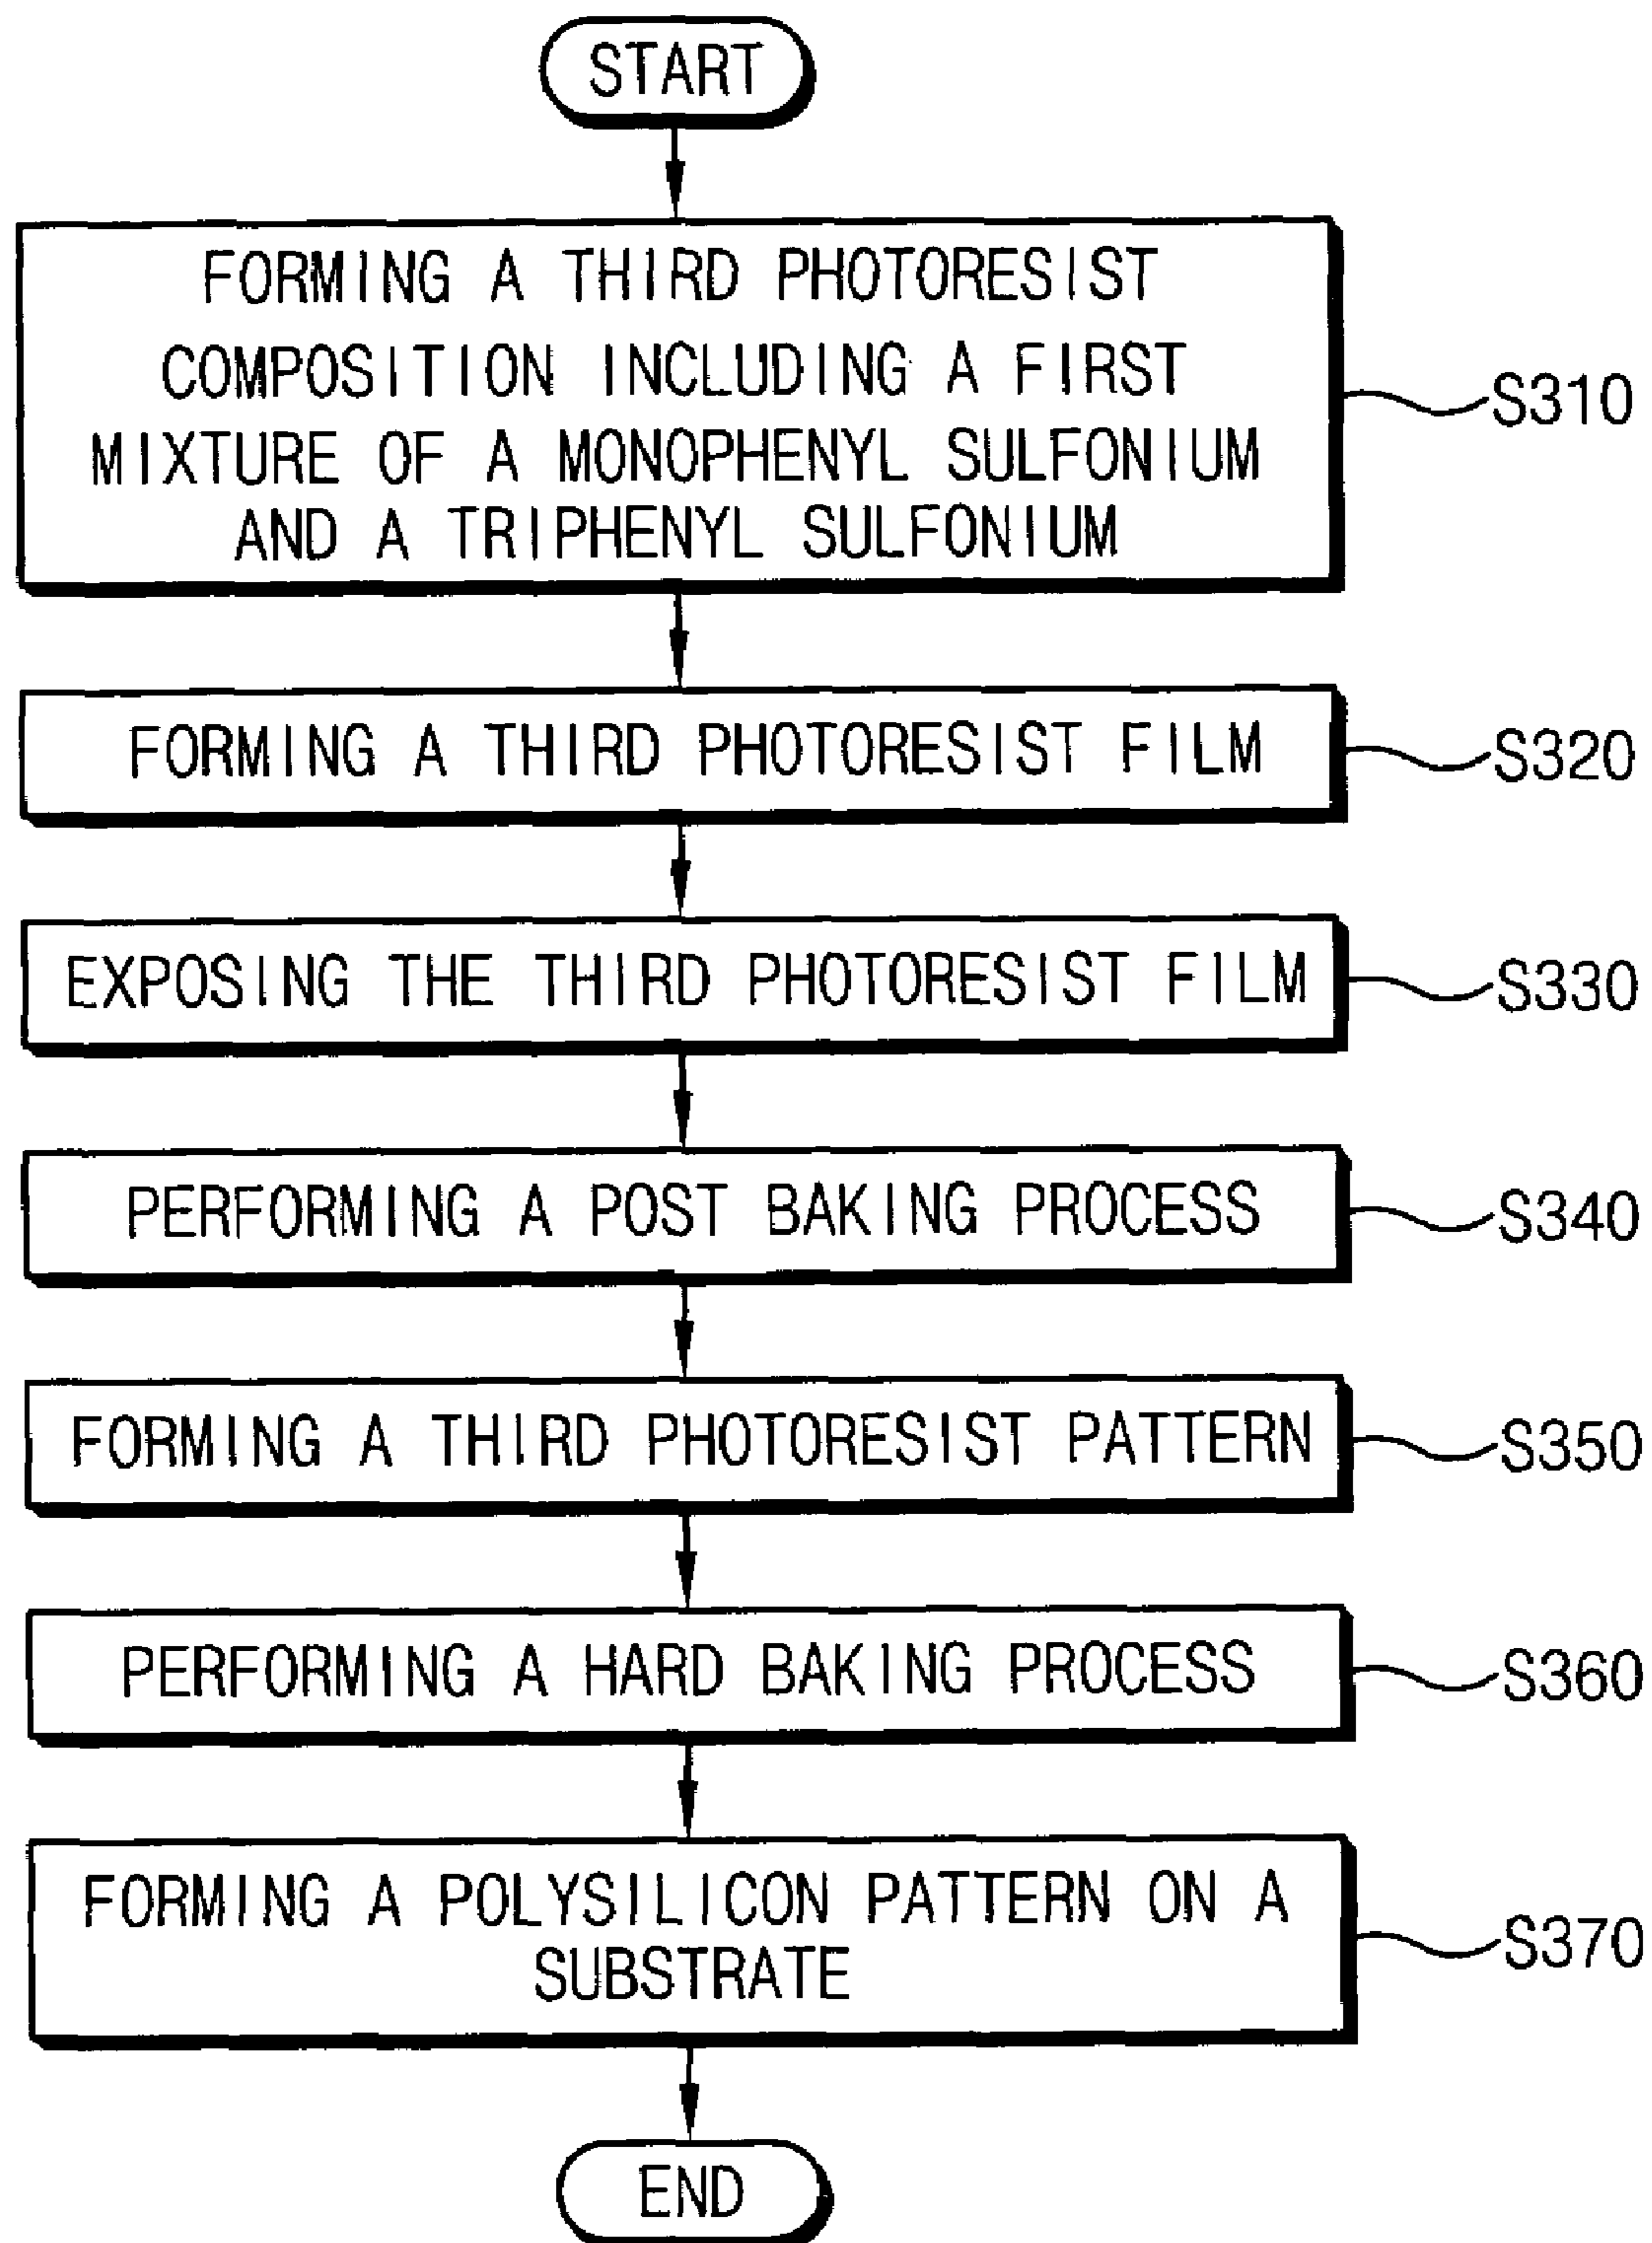 START
FORMING A THIRD PHOTORESIST
COMPOSITION INCLUDING A FIRST
MIXTURE OF A MONOPHENYL SULFONIUM
AND A TRIPHENYL SULFONIUM
S310
FORMING A THIRD PHOTORESIST FILM
S320
EXPOSING THE THIRD PHOTORESIST FILM
S330
PERFORMING A POST BAKING PROCESS
S340
FORMING A THIRD PHOTORESIST PATTERN
S350
PERFORMING A HARD BAKING PROCESS
S360
FORMING A POLYSILICON PATTERN ON A
SUBSTRATE
S370
END